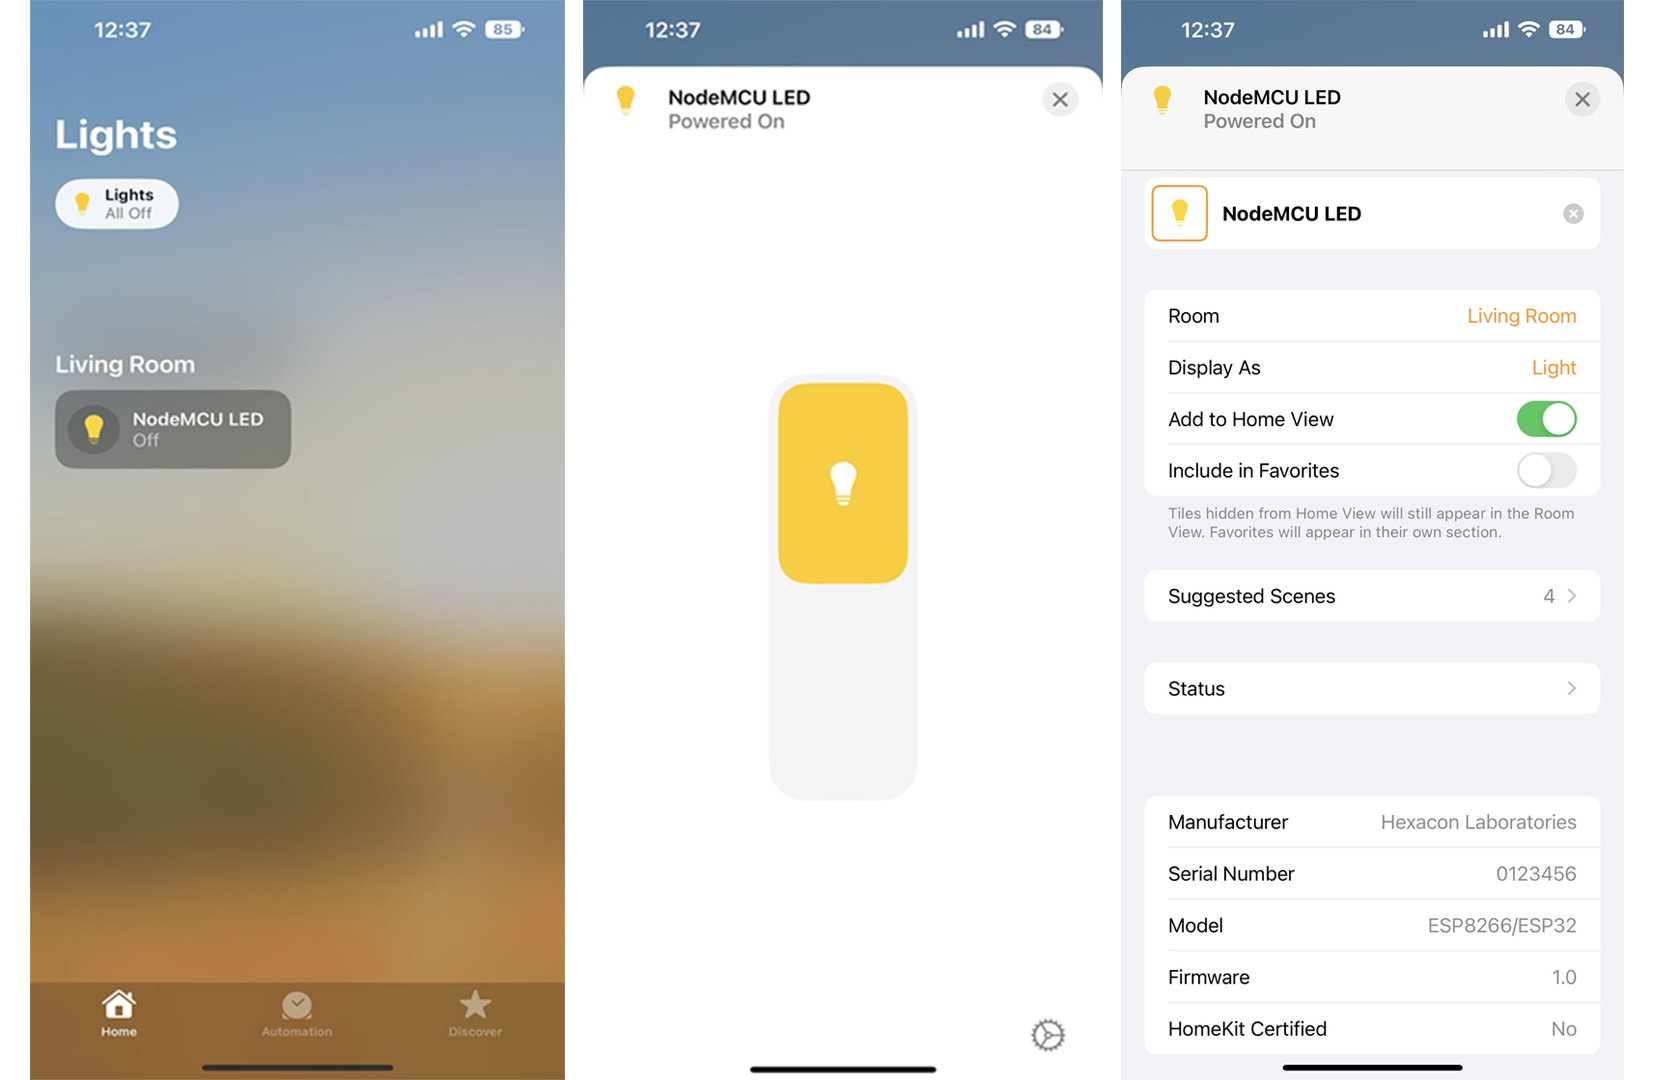 12:37
85
Lights
Lights
All Off
Living Room
NodeMCU LED
Off
Home
Automation
Discover
12:37
84
NodeMCU LED
Powered On
12:37
84
NodeMCU LED
Powered On
NodeMCU LED
Room Living Room
Display As Light
Add to Home View
Include in Favorites
Tiles hidden from Home View will still appear in the Room
View. Favorites will appear in their own section.
Suggested Scenes 4
Status
Manufacturer Hexacon Laboratories
Serial Number 0123456
Model ESP8266/ESP32
Firmware 1.0
HomeKit Certified No